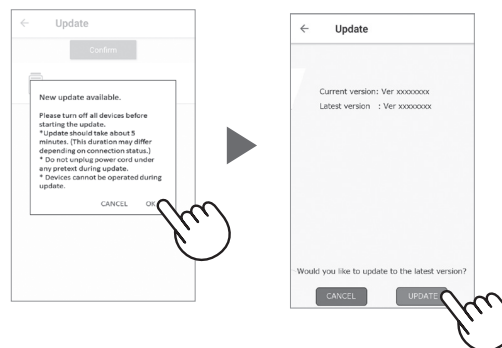 Update
Confirm
New update available.
Please turn off all devices before
starting the update.
*Update should take about 5
minutes. (This duration may differ
depending on connection status.)
* Do not unplug power cord under
any pretext during update.
* Devices cannot be operated during
update.
CANCEL OK
Update
Current version: Ver xxxxxxxx
Latest version : Ver xxxxxxxx
Would you like to update to the latest version?
CANCEL UPDATE